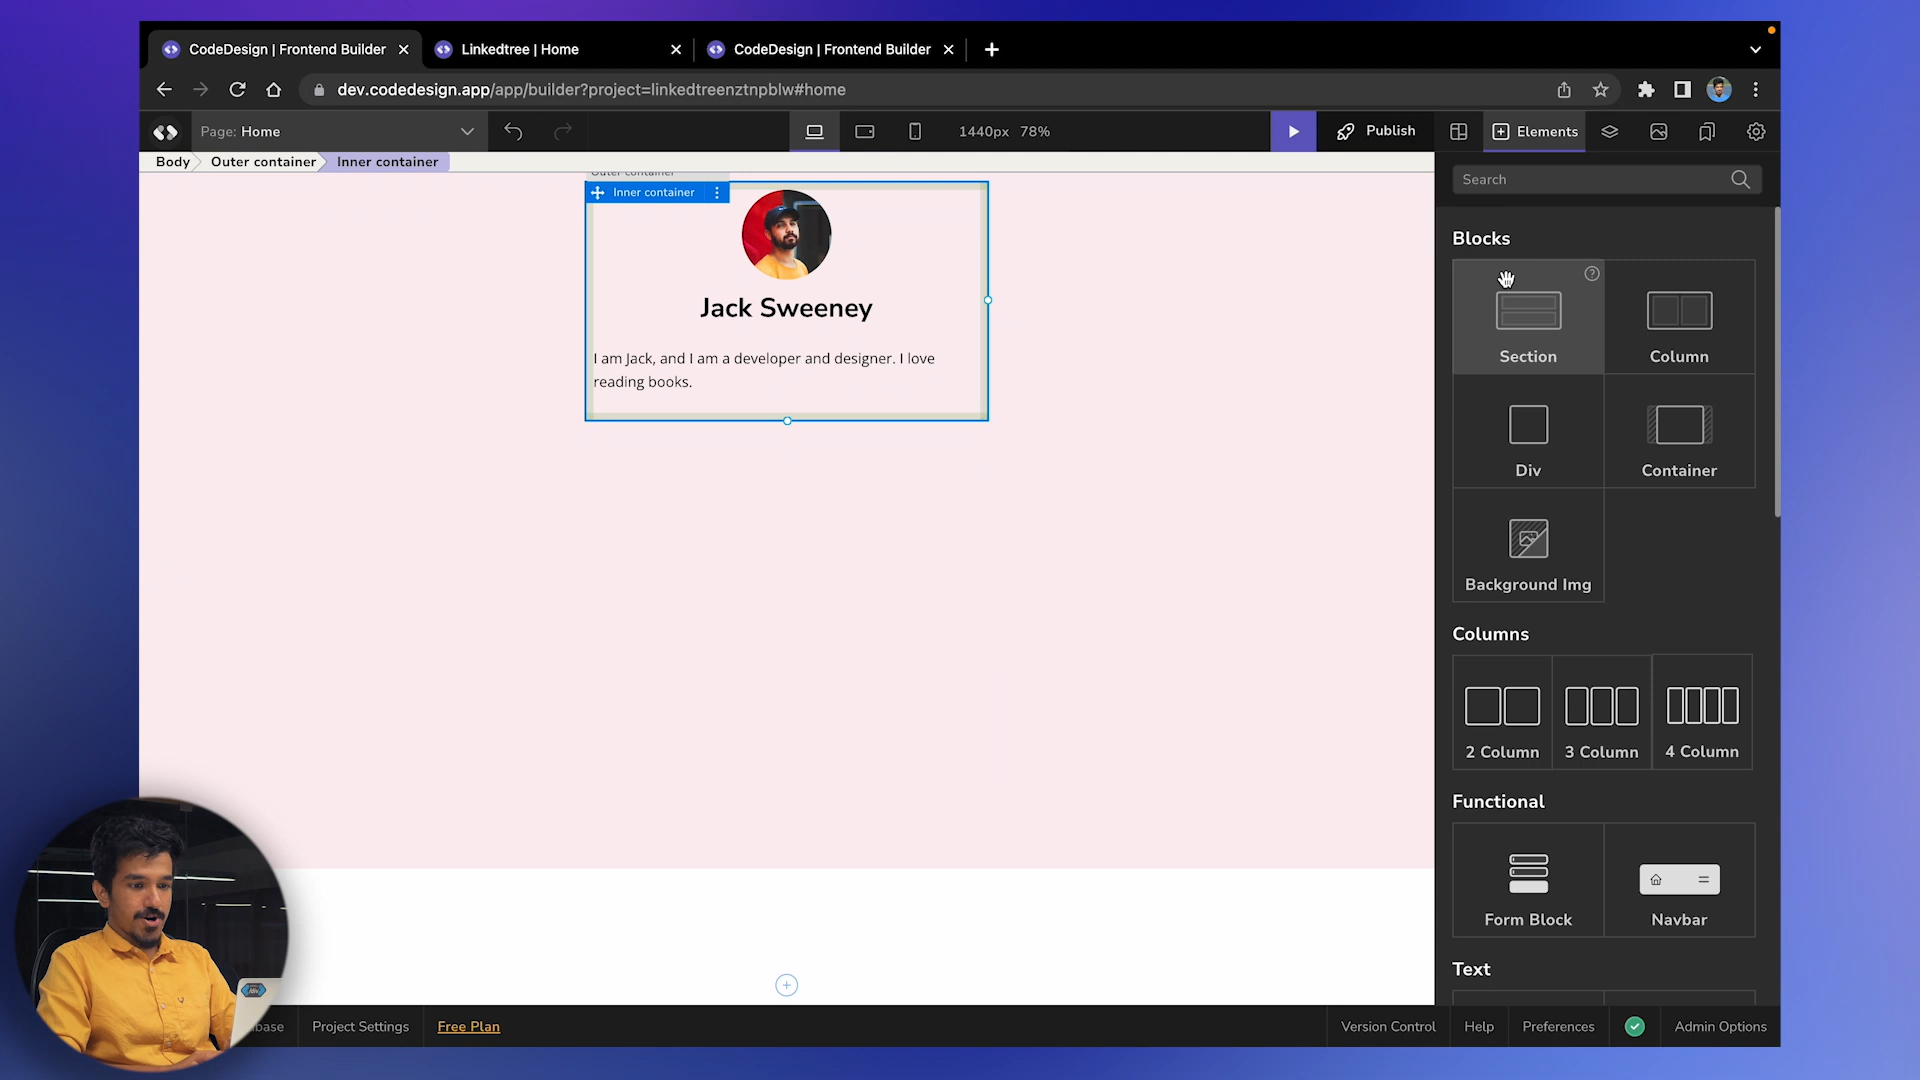 CodeDesign | Frontend Builder
Linkedtree | Home
CodeDesign | Frontend Builder
dev.codedesign.app/app/builder?project=linkedtreenztnpblw#home
Page: Home
1440px 78%
Publish
Elements
Body
Outer container
Inner container
Outer container
Inner container
Jack Sweeney
I am Jack, and I am a developer and designer. I love
reading books.
Search
Blocks
Section
Column
Div
Container
Background Img
Columns
2 Column
3 Column
4 Column
Functional
Form Block
Navbar
Text
Project Settings
Free Plan
Version Control
Help
Preferences
Admin Options